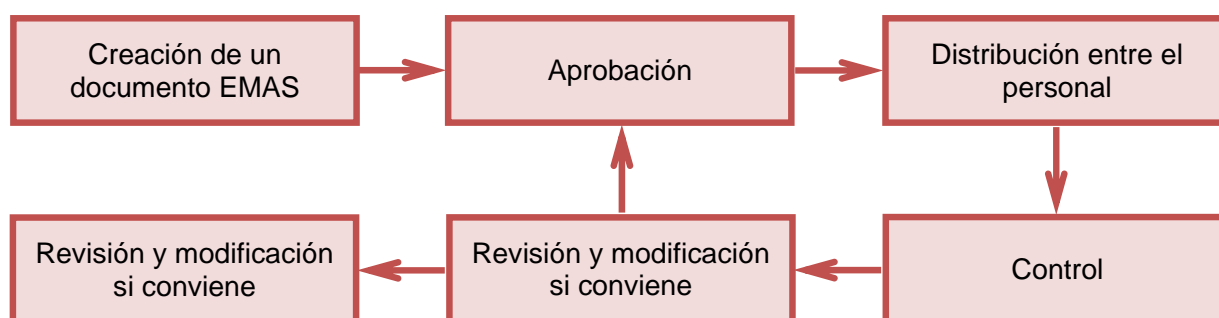 Creación de un
documento EMAS
Aprobación
Distribución entre el
personal
Revisión y modificación
si conviene
Revisión y modificación
si conviene
Control